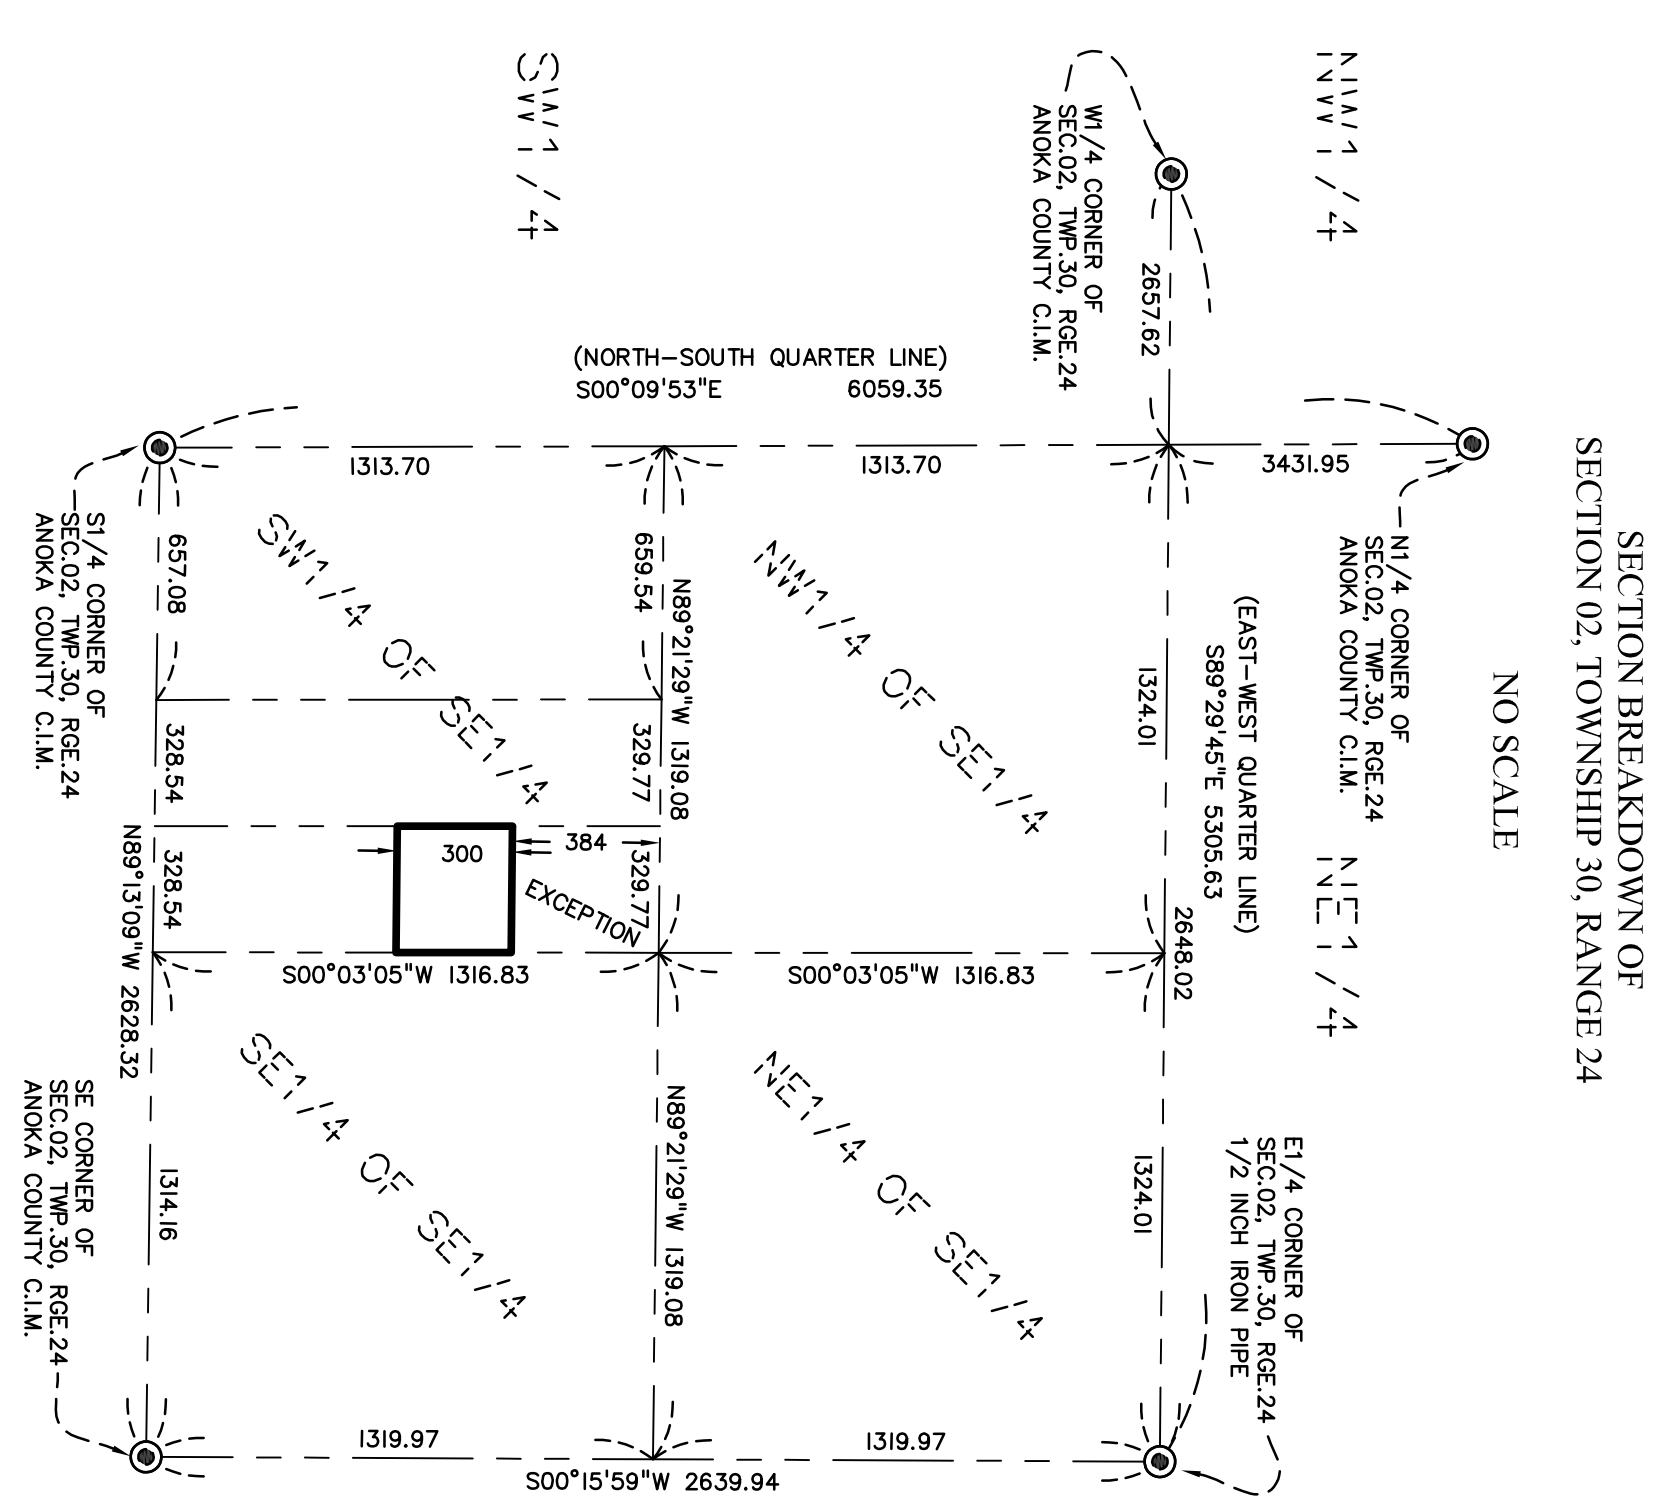 SECTION BREAKDOWN OF
SECTION 02, TOWNSHIP 30, RANGE 24
NO SCALE
N1/4 CORNER OF
SEC.02, TWP.30, RGE.24
ANOKA COUNTY C.I.M.
NW1/4
NE1/4
3431.95
(EAST-WEST QUARTER LINE)
S89°29'45"E 5305.63
E1/4 CORNER OF
SEC.02, TWP.30, RGE.24
1/2 INCH IRON PIPE
2657.62
1324.01
2648.02
1324.01
W1/4 CORNER OF
SEC.02, TWP.30, RGE.24
ANOKA COUNTY C.I.M.
(NORTH-SOUTH QUARTER LINE)
S00°09'53"E 6059.35
1313.70
NW1/4 OF SE1/4
S00°03'05"W 1316.83
NE1/4 OF SE1/4
1319.97
N89°21'29"W 1319.08
N89°21'29"W 1319.08
659.54
329.77
329.77
384
EXCEPTION
300
SW1/4
1313.70
SW1/4 OF SE1/4
S00°03'05"W 1316.83
SE1/4 OF SE1/4
S00°15'59"W 2639.94
1319.97
657.08
328.54
328.54
1314.16
N89°13'09"W 2628.32
S1/4 CORNER OF
SEC.02, TWP.30, RGE.24
ANOKA COUNTY C.I.M.
SE CORNER OF
SEC.02, TWP.30, RGE.24
ANOKA COUNTY C.I.M.